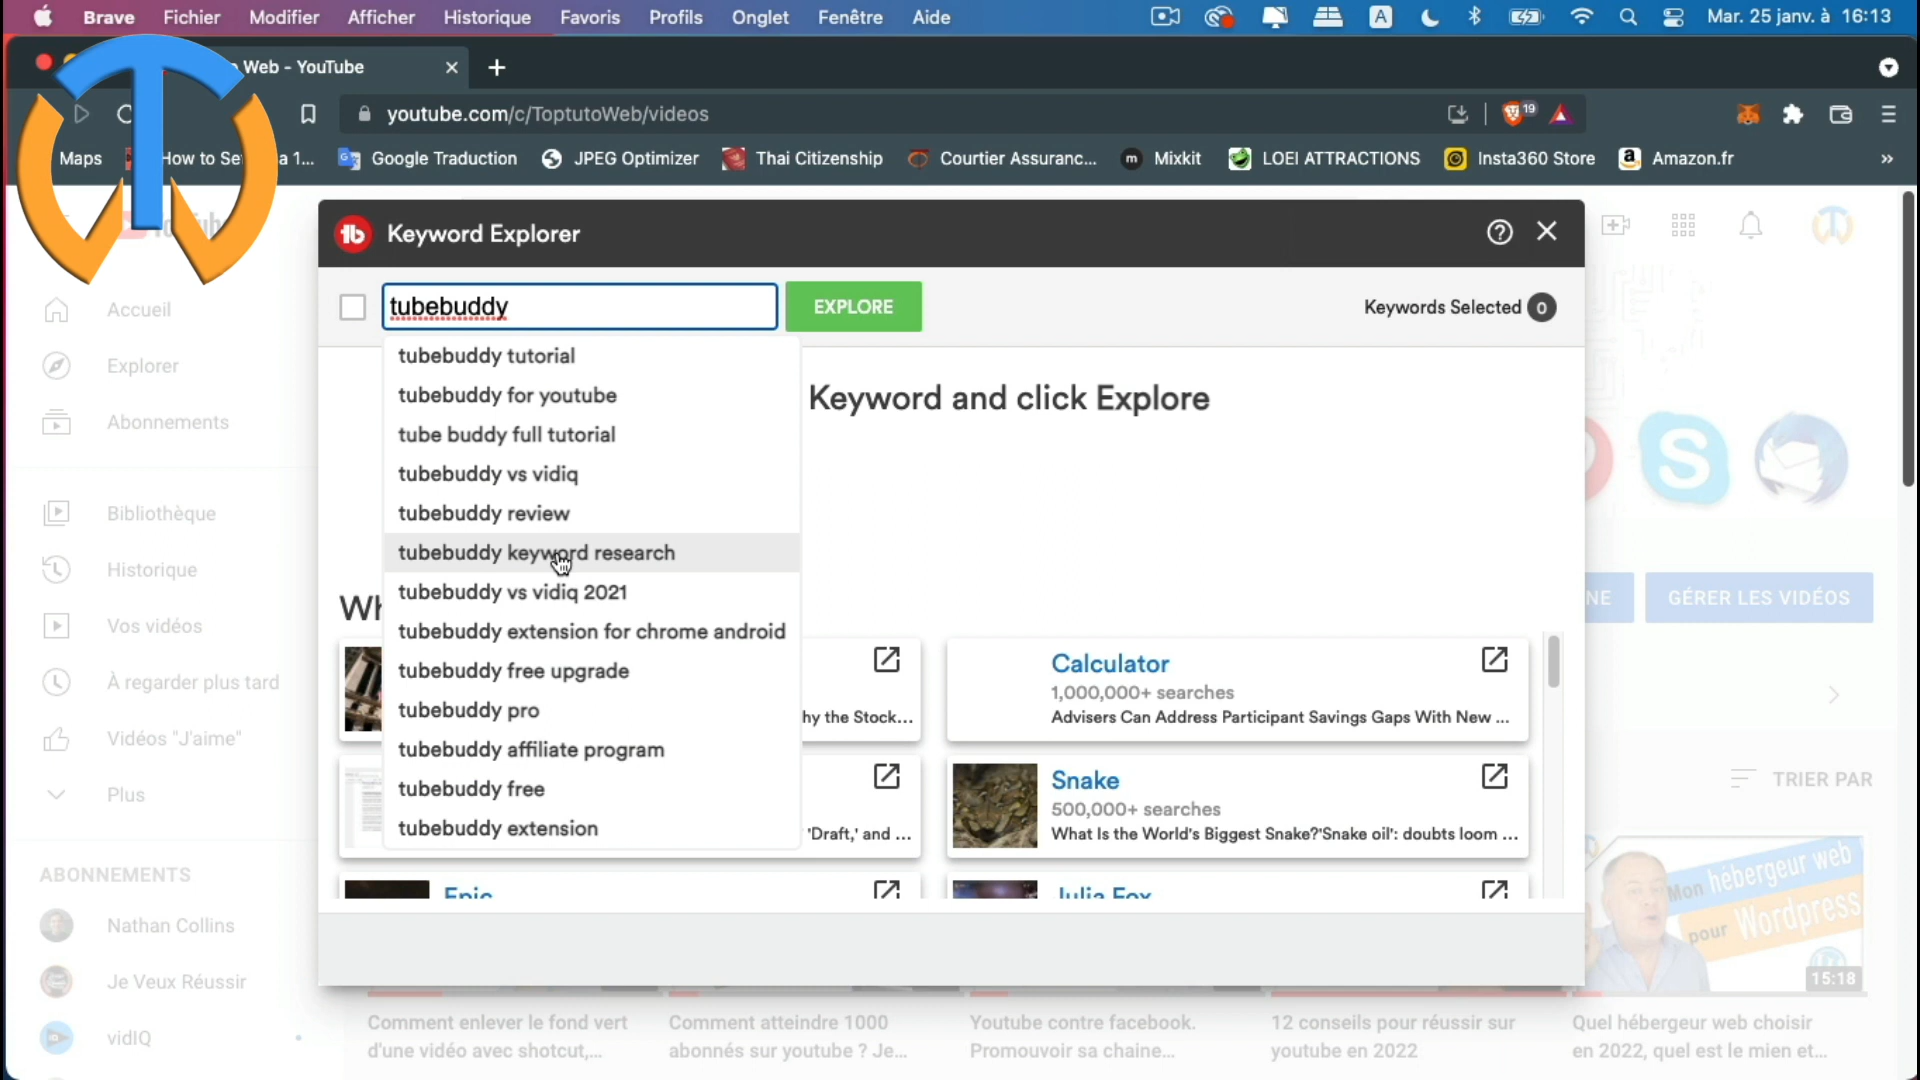 Brave Fichier Modifier Afficher Historique Favoris Profils Onglet Fenêtre Aide A Mar. 25 janv. à 16:13
Web - YouTube
youtube.com/c/ToptutoWeb/videos 19
Maps How to Se a 1... Google Traduction JPEG Optimizer Thai Citizenship Courtier Assuranc... m Mixkit LOEI ATTRACTIONS Insta360 Store Amazon.fr »
Keyword Explorer
tubebuddy
EXPLORE
Keywords Selected 0
Keyword and click Explore
tubebuddy tutorial
tubebuddy for youtube
tube buddy full tutorial
tubebuddy vs vidiq
tubebuddy review
tubebuddy keyword research
tubebuddy vs vidiq 2021
tubebuddy extension for chrome android
tubebuddy free upgrade
tubebuddy pro
tubebuddy affiliate program
tubebuddy free
tubebuddy extension
Wh
hy the Stock...
Calculator
1,000,000+ searches
Advisers Can Address Participant Savings Gaps With New ...
'Draft,' and ...
Snake
500,000+ searches
What Is the World's Biggest Snake?'Snake oil': doubts loom ...
Epic
Julia Fox
Accueil
Explorer
Abonnements
Bibliothèque
Historique
Vos vidéos
À regarder plus tard
Vidéos "J'aime"
Plus
ABONNEMENTS
Nathan Collins
Je Veux Réussir
vidIQ
NE
GÉRER LES VIDÉOS
TRIER PAR
Mon hébergeur web
pour Wordpress
15:18
Comment enlever le fond vert
d'une vidéo avec shotcut,...
Comment atteindre 1000
abonnés sur youtube ? Je...
Youtube contre facebook.
Promouvoir sa chaine...
12 conseils pour réussir sur
youtube en 2022
Quel hébergeur web choisir
en 2022, quel est le mien et...